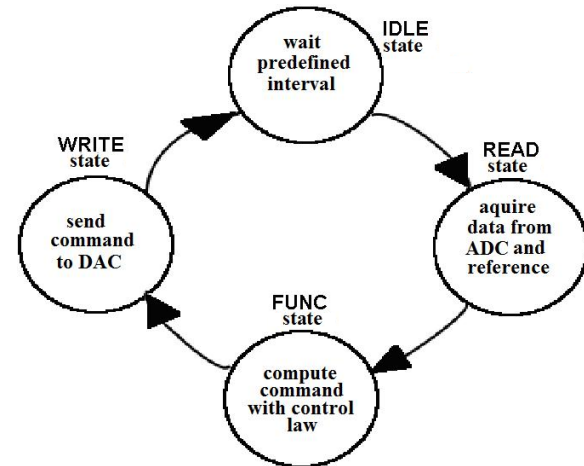 IDLE
state
wait
predefined
interval
READ
state
aquire
data from
ADC and
reference
FUNC
state
compute
command
with control
law
WRITE
state
send
command
to DAC